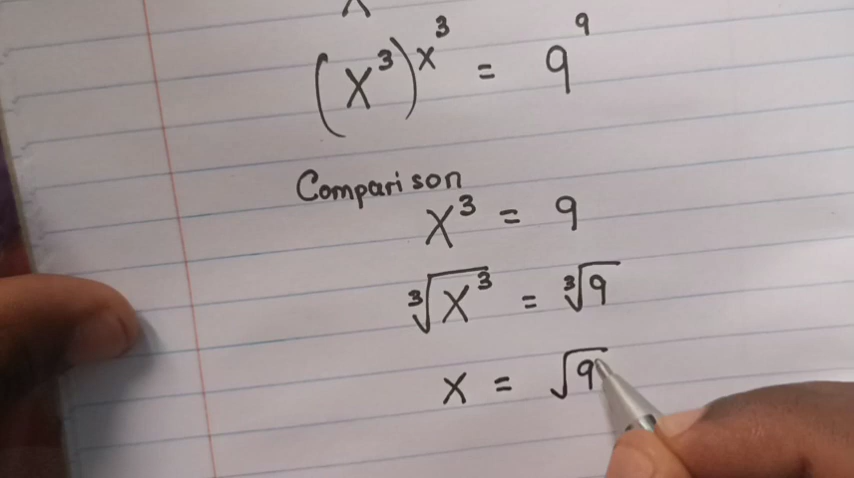 (x³)^x³ = 9⁹
Comparison
x³ = 9
∛x³ = ∛9
x = √9